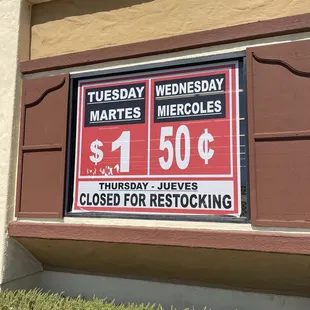 TUESDAY
MARTES
$1
WEDNESDAY
MIERCOLES
50¢
THURSDAY - JUEVES
CLOSED FOR RESTOCKING